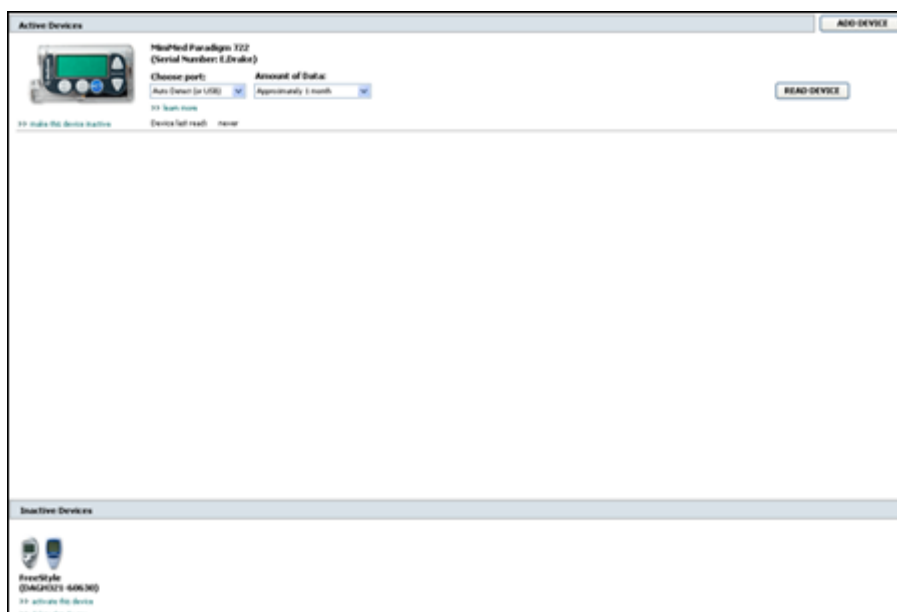 Active Devices
ADD DEVICE
MiniMed Paradigm 722
(Serial Number: E.Drake)
Choose port:
Amount of Data:
Auto Detect (or USB)
Approximately 1 month
READ DEVICE
>> learn more
>> make this device inactive
Device last read: never
Inactive Devices
FreeStyle
(DAGH321-60630)
>> activate this device